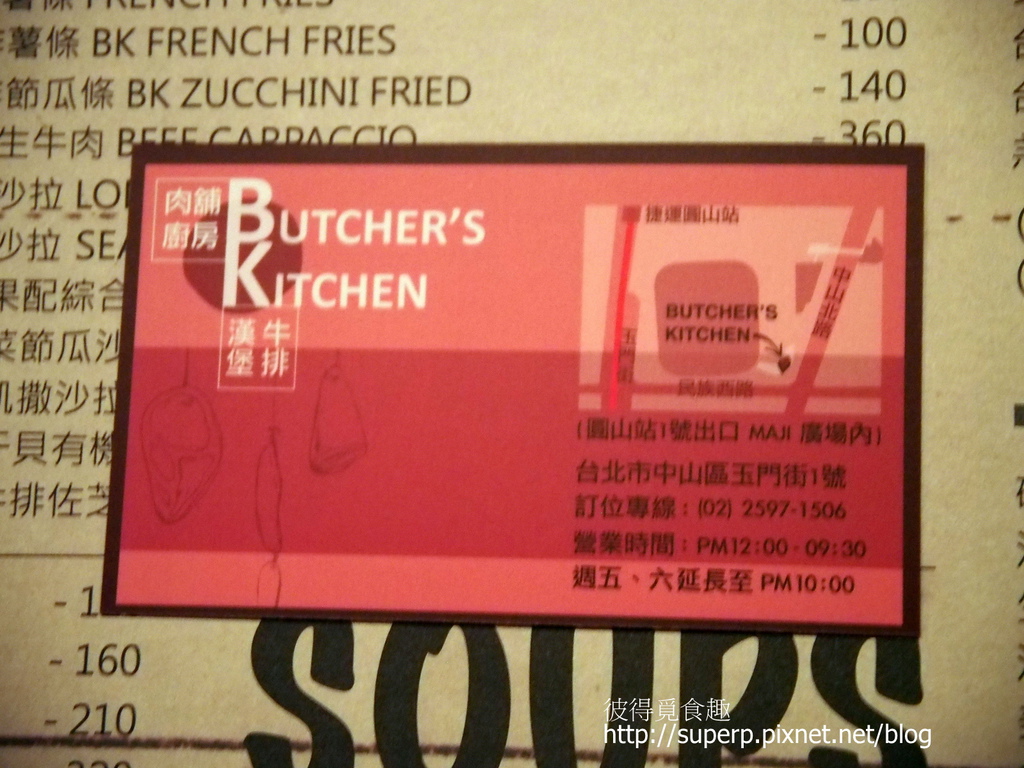 薯條 FRENCH FRIES
薯條 BK FRENCH FRIES - 100
節瓜條 BK ZUCCHINI FRIED - 140
生牛肉 BEEF CARPACCIO - 360
沙拉
沙拉 SEA
果配綜合
菜節瓜沙
凱撒沙拉
干貝有機
牛排佐芝
肉舖
廚房
BUTCHER'S
KITCHEN
漢 牛
堡 排
捷運圓山站
中山北路
BUTCHER'S
KITCHEN
玉門街
民族西路
(圓山站1號出口 MAJI 廣場內)
台北市中山區玉門街1號
訂位專線：(02) 2597-1506
營業時間：PM12:00 - 09:30
週五、六延長至 PM10:00
- 160
- 210
SOUPS
彼得覓食趣
http://superp.pixnet.net/blog